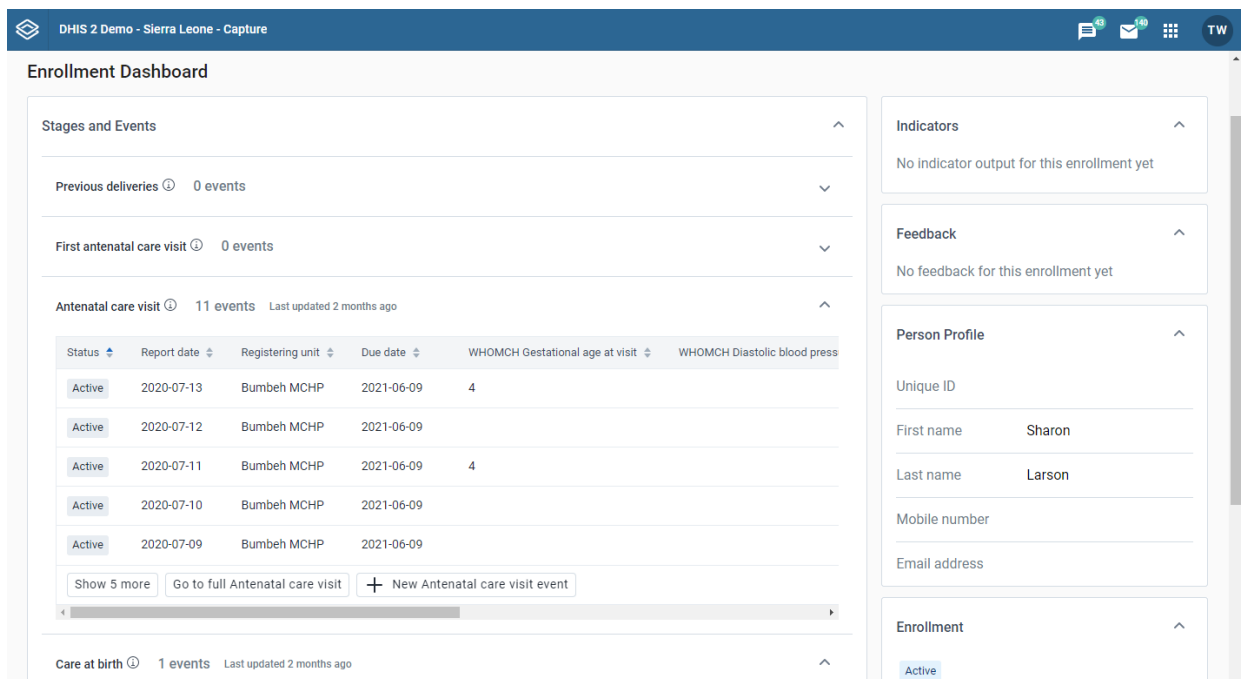 DHIS 2 Demo - Sierra Leone - Capture
43
140
TW
Enrollment Dashboard
Stages and Events
Previous deliveries 0 events
First antenatal care visit 0 events
Antenatal care visit 11 events Last updated 2 months ago
Status Report date Registering unit Due date WHOMCH Gestational age at visit WHOMCH Diastolic blood press
Active 2020-07-13 Bumbeh MCHP 2021-06-09 4
Active 2020-07-12 Bumbeh MCHP 2021-06-09
Active 2020-07-11 Bumbeh MCHP 2021-06-09 4
Active 2020-07-10 Bumbeh MCHP 2021-06-09
Active 2020-07-09 Bumbeh MCHP 2021-06-09
Show 5 more Go to full Antenatal care visit New Antenatal care visit event
Care at birth 1 events Last updated 2 months ago
Indicators
No indicator output for this enrollment yet
Feedback
No feedback for this enrollment yet
Person Profile
Unique ID
First name Sharon
Last name Larson
Mobile number
Email address
Enrollment
Active